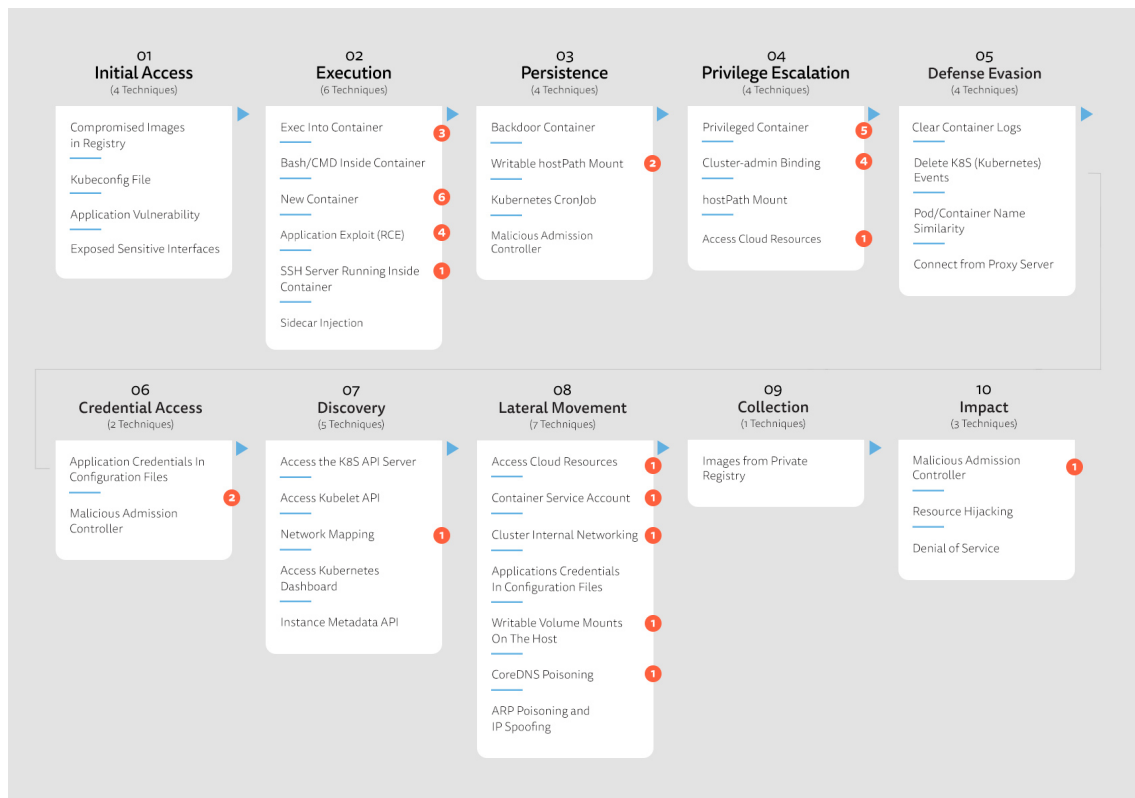 01
Initial Access
(4 Techniques)
Compromised Images
in Registry
Kubeconfig File
Application Vulnerability
Exposed Sensitive Interfaces
02
Execution
(6 Techniques)
Exec Into Container
3
Bash/CMD Inside Container
New Container
6
Application Exploit (RCE)
4
SSH Server Running Inside
Container
1
Sidecar Injection
03
Persistence
(4 Techniques)
Backdoor Container
Writable hostPath Mount
2
Kubernetes CronJob
Malicious Admission
Controller
04
Privilege Escalation
(4 Techniques)
Privileged Container
5
Cluster-admin Binding
4
hostPath Mount
Access Cloud Resources
1
05
Defense Evasion
(4 Techniques)
Clear Container Logs
Delete K8S (Kubernetes)
Events
Pod/Container Name
Similarity
Connect from Proxy Server
06
Credential Access
(2 Techniques)
Application Credentials In
Configuration Files
2
Malicious Admission
Controller
07
Discovery
(5 Techniques)
Access the K8S API Server
Access Kubelet API
Network Mapping
1
Access Kubernetes
Dashboard
Instance Metadata API
08
Lateral Movement
(7 Techniques)
Access Cloud Resources
1
Container Service Account
1
Cluster Internal Networking
1
Applications Credentials
In Configuration Files
Writable Volume Mounts
On The Host
1
CoreDNS Poisoning
1
ARP Poisoning and
IP Spoofing
09
Collection
(1 Techniques)
Images from Private
Registry
10
Impact
(3 Techniques)
Malicious Admission
Controller
1
Resource Hijacking
Denial of Service